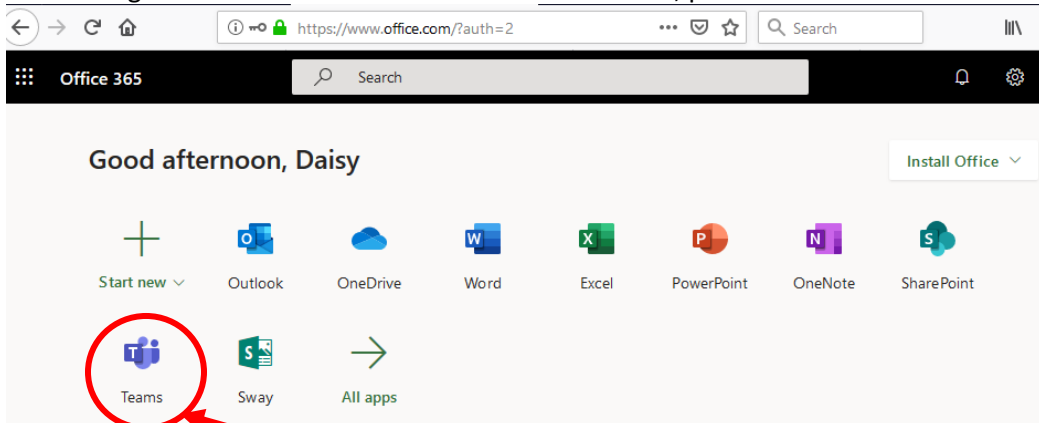 https://www.office.com/?auth=2 Search
Office 365 Search
Good afternoon, Daisy Install Office
Start new Outlook OneDrive Word Excel PowerPoint OneNote SharePoint
Teams Sway All apps